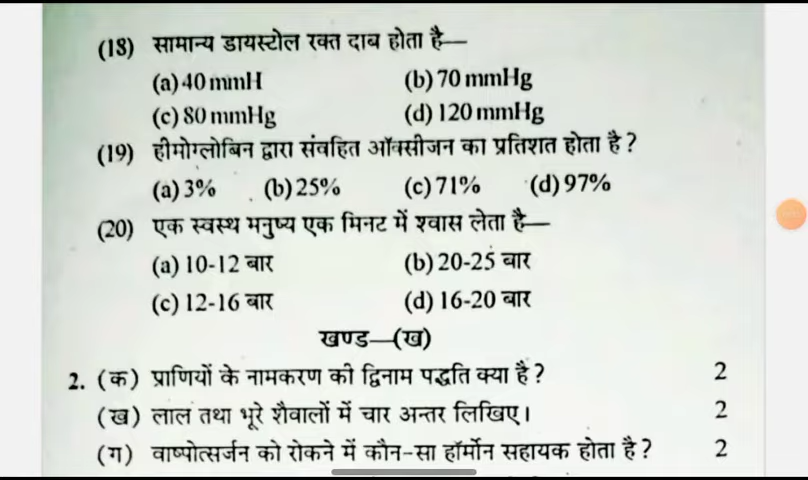 (18) सामान्य डायस्टोल रक्त दाब होता है—
(a) 40 mmH (b) 70 mmHg
(c) 80 mmHg (d) 120 mmHg
(19) हीमोग्लोबिन द्वारा संवहित ऑक्सीजन का प्रतिशत होता है ?
(a) 3% (b) 25% (c) 71% (d) 97%
(20) एक स्वस्थ मनुष्य एक मिनट में श्वास लेता है—
(a) 10-12 बार (b) 20-25 बार
(c) 12-16 बार (d) 16-20 बार
खण्ड—(ख)
2. (क) प्राणियों के नामकरण की द्विनाम पद्धति क्या है ? 2
(ख) लाल तथा भूरे शैवालों में चार अन्तर लिखिए। 2
(ग) वाष्पोत्सर्जन को रोकने में कौन-सा हॉर्मोन सहायक होता है ? 2